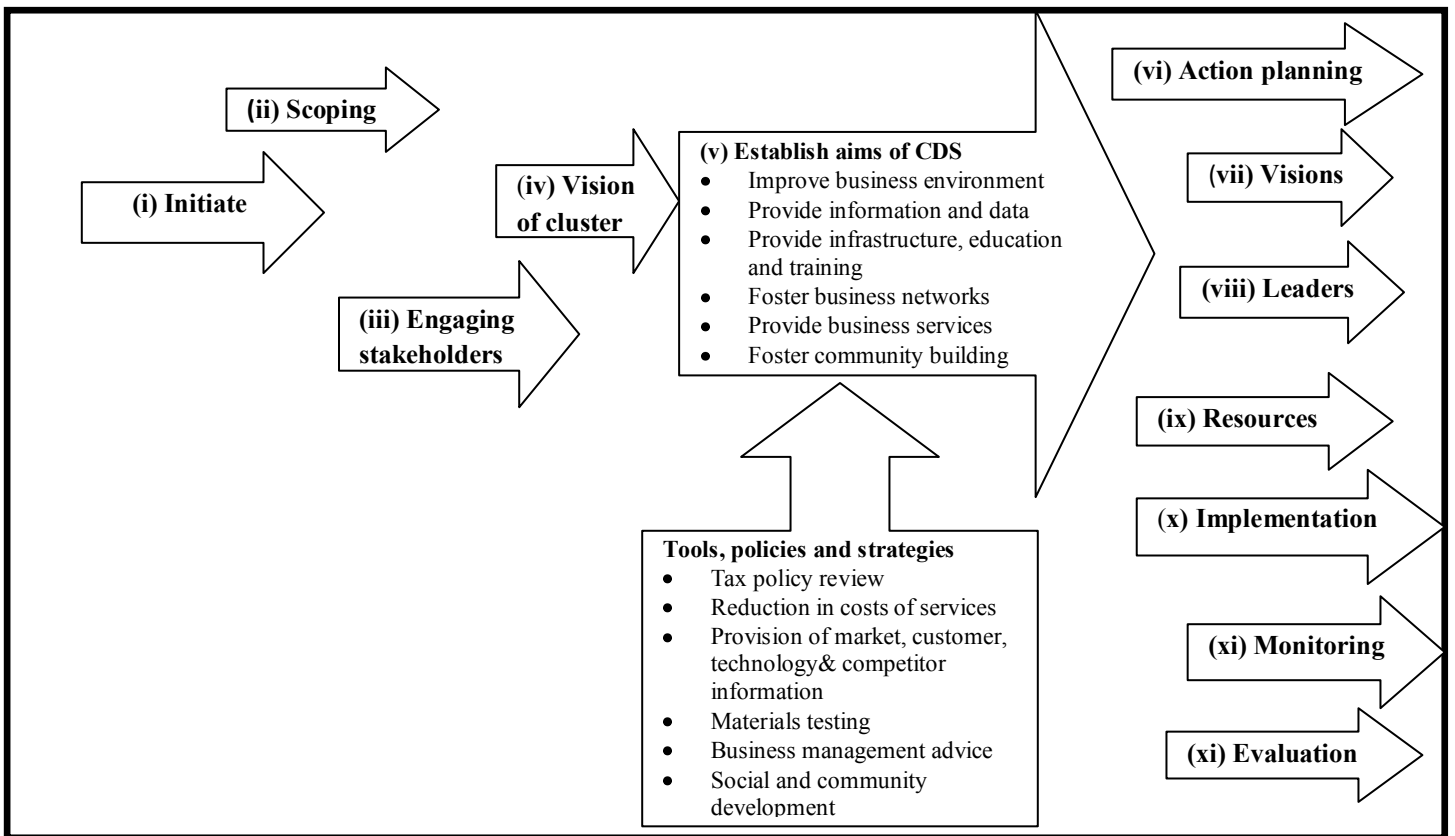 (i) Initiate
(ii) Scoping
(iii) Engaging
stakeholders
(iv) Vision
of cluster
(v) Establish aims of CDS
• Improve business environment
• Provide information and data
• Provide infrastructure, education
and training
• Foster business networks
• Provide business services
• Foster community building
Tools, policies and strategies
• Tax policy review
• Reduction in costs of services
• Provision of market, customer,
technology& competitor
information
• Materials testing
• Business management advice
• Social and community
development
(vi) Action planning
(vii) Visions
(viii) Leaders
(ix) Resources
(x) Implementation
(xi) Monitoring
(xi) Evaluation